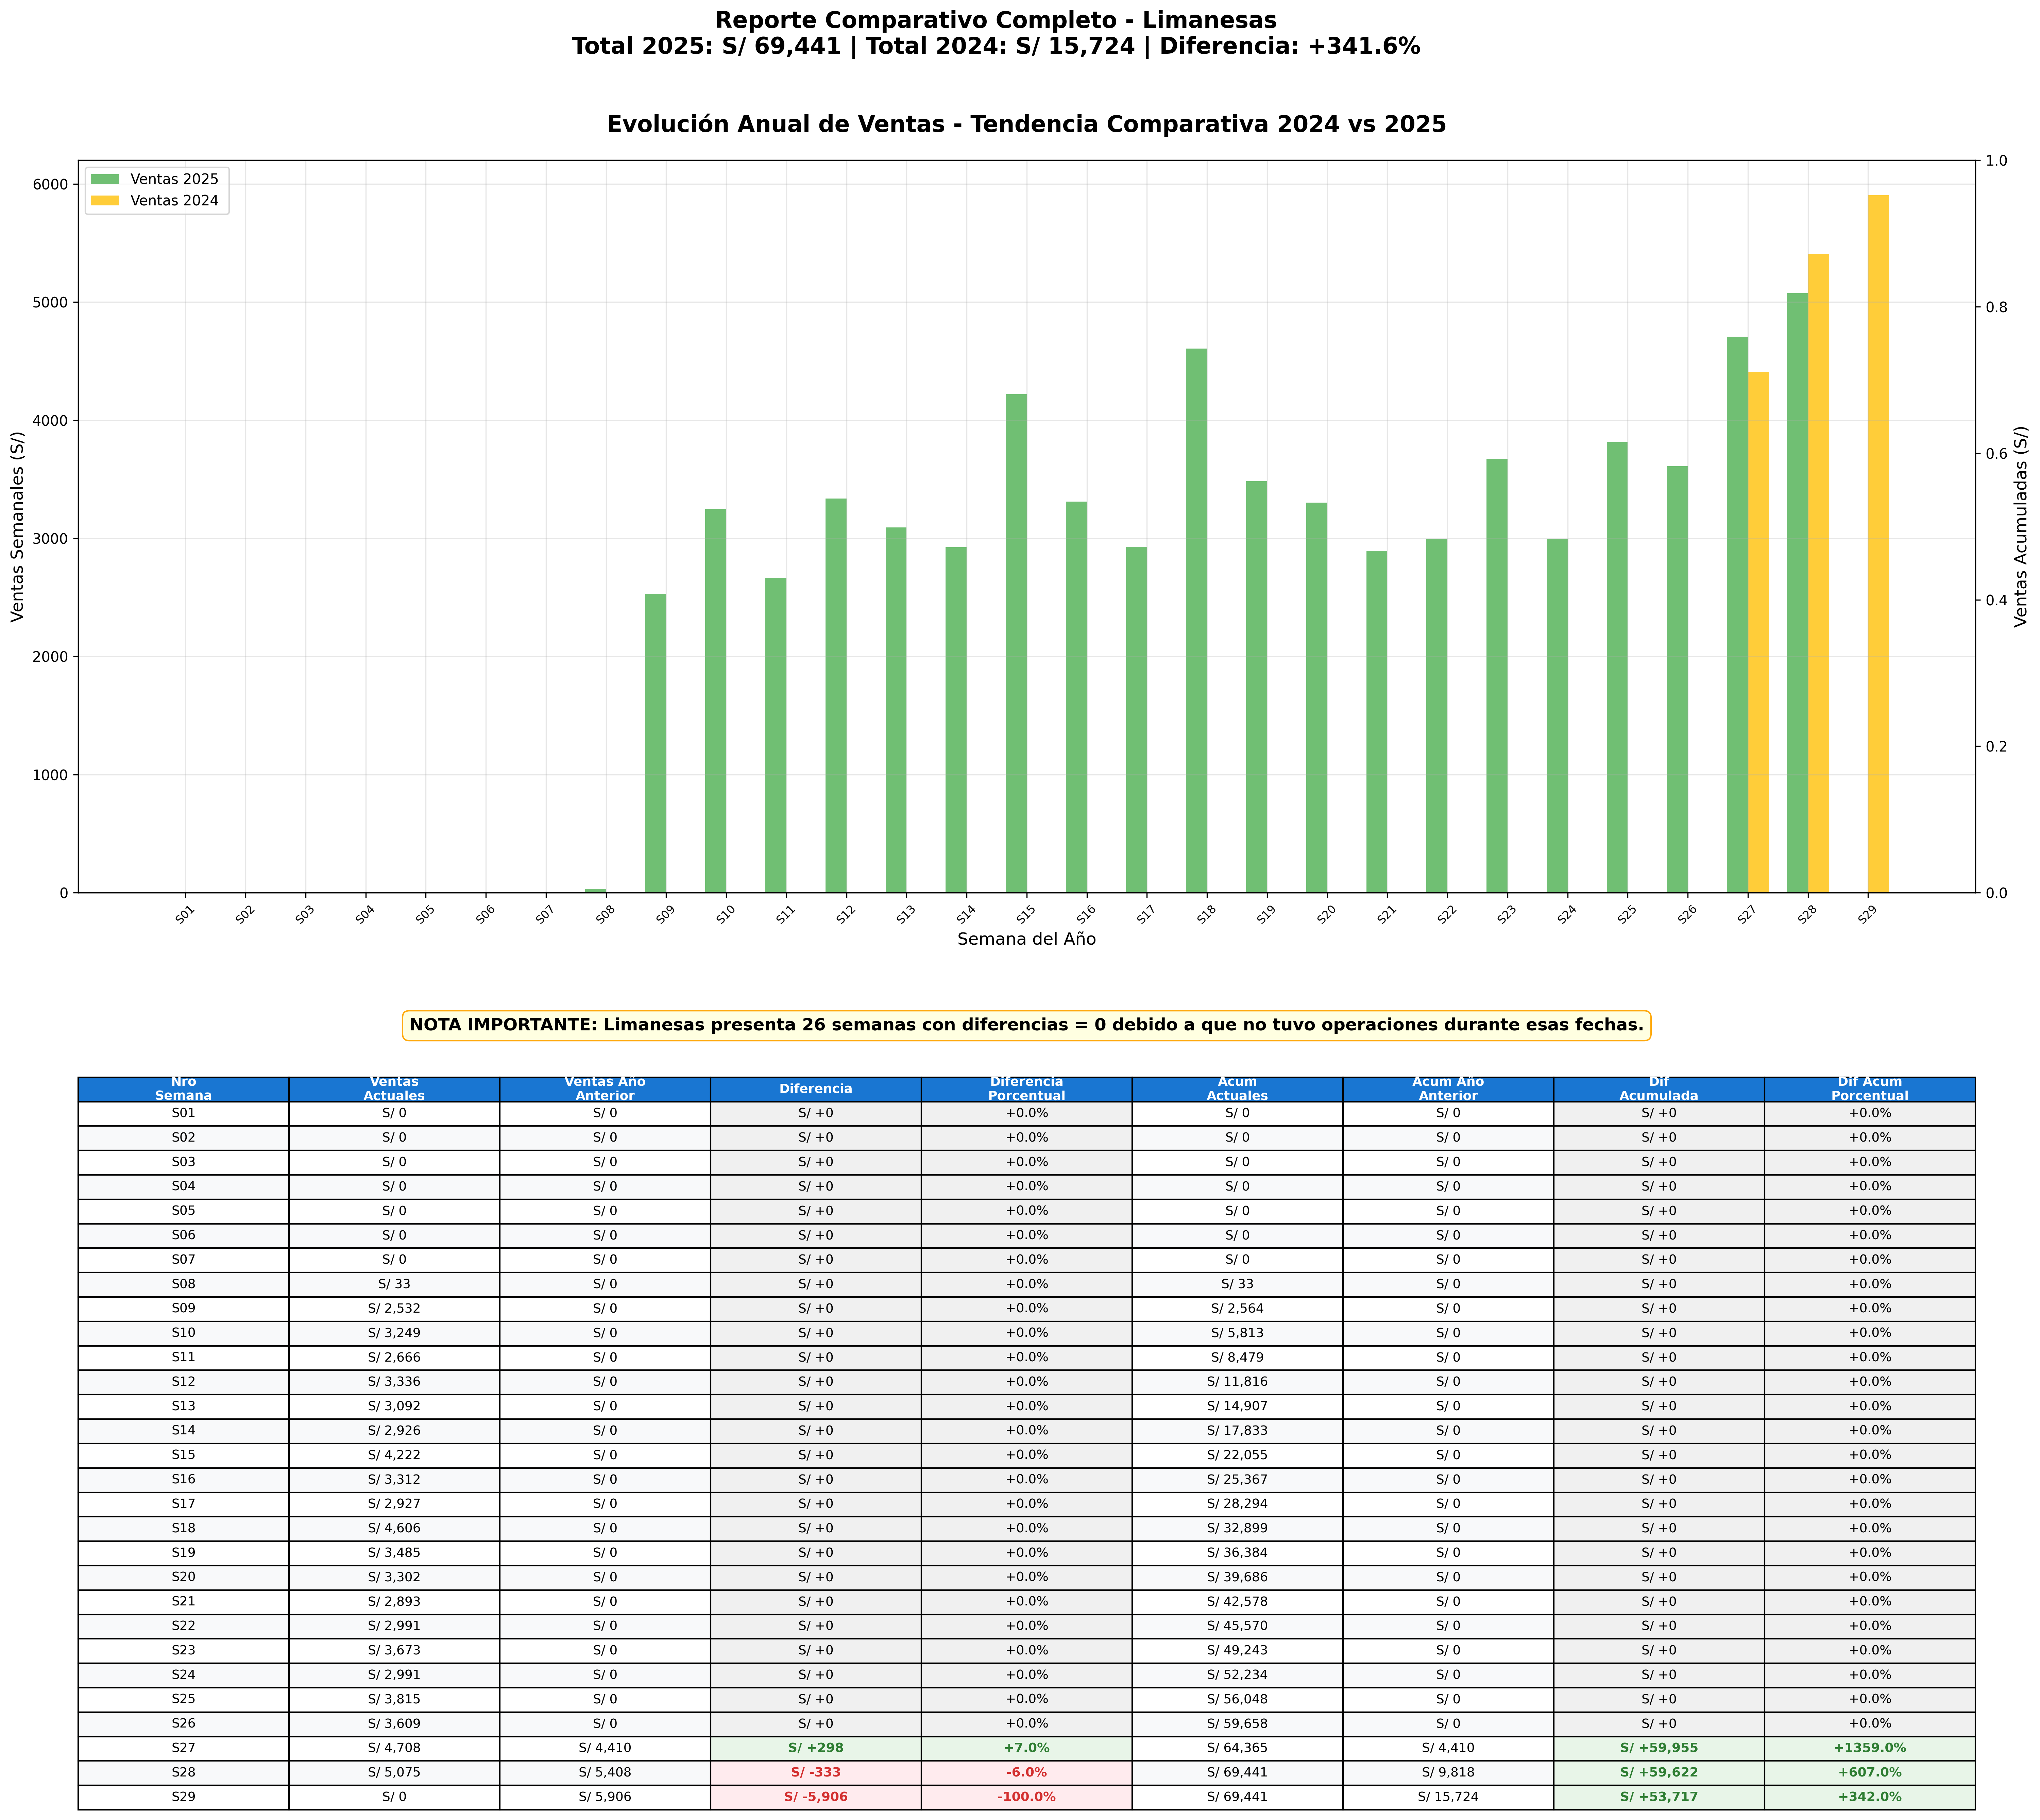 Reporte Comparativo Completo - Limanesas
Total 2025: S/ 69,441 | Total 2024: S/ 15,724 | Diferencia: +341.6%
Evolución Anual de Ventas - Tendencia Comparativa 2024 vs 2025
Ventas 2025
Ventas 2024
Ventas Semanales (S/)
6000
5000
4000
3000
2000
1000
0
Ventas Acumuladas (S/)
1.0
0.8
0.6
0.4
0.2
0.0
S01 S02 S03 S04 S05 S06 S07 S08 S09 S10 S11 S12 S13 S14 S15 S16 S17 S18 S19 S20 S21 S22 S23 S24 S25 S26 S27 S28 S29
Semana del Año
NOTA IMPORTANTE: Limanesas presenta 26 semanas con diferencias = 0 debido a que no tuvo operaciones durante esas fechas.
Nro Semana Ventas Actuales Ventas Año Anterior Diferencia Diferencia Porcentual Acum Actuales Acum Año Anterior Dif Acumulada Dif Acum Porcentual
S01 S/ 0 S/ 0 S/ +0 +0.0% S/ 0 S/ 0 S/ +0 +0.0%
S02 S/ 0 S/ 0 S/ +0 +0.0% S/ 0 S/ 0 S/ +0 +0.0%
S03 S/ 0 S/ 0 S/ +0 +0.0% S/ 0 S/ 0 S/ +0 +0.0%
S04 S/ 0 S/ 0 S/ +0 +0.0% S/ 0 S/ 0 S/ +0 +0.0%
S05 S/ 0 S/ 0 S/ +0 +0.0% S/ 0 S/ 0 S/ +0 +0.0%
S06 S/ 0 S/ 0 S/ +0 +0.0% S/ 0 S/ 0 S/ +0 +0.0%
S07 S/ 0 S/ 0 S/ +0 +0.0% S/ 0 S/ 0 S/ +0 +0.0%
S08 S/ 33 S/ 0 S/ +0 +0.0% S/ 33 S/ 0 S/ +0 +0.0%
S09 S/ 2,532 S/ 0 S/ +0 +0.0% S/ 2,564 S/ 0 S/ +0 +0.0%
S10 S/ 3,249 S/ 0 S/ +0 +0.0% S/ 5,813 S/ 0 S/ +0 +0.0%
S11 S/ 2,666 S/ 0 S/ +0 +0.0% S/ 8,479 S/ 0 S/ +0 +0.0%
S12 S/ 3,336 S/ 0 S/ +0 +0.0% S/ 11,816 S/ 0 S/ +0 +0.0%
S13 S/ 3,092 S/ 0 S/ +0 +0.0% S/ 14,907 S/ 0 S/ +0 +0.0%
S14 S/ 2,926 S/ 0 S/ +0 +0.0% S/ 17,833 S/ 0 S/ +0 +0.0%
S15 S/ 4,222 S/ 0 S/ +0 +0.0% S/ 22,055 S/ 0 S/ +0 +0.0%
S16 S/ 3,312 S/ 0 S/ +0 +0.0% S/ 25,367 S/ 0 S/ +0 +0.0%
S17 S/ 2,927 S/ 0 S/ +0 +0.0% S/ 28,294 S/ 0 S/ +0 +0.0%
S18 S/ 4,606 S/ 0 S/ +0 +0.0% S/ 32,899 S/ 0 S/ +0 +0.0%
S19 S/ 3,485 S/ 0 S/ +0 +0.0% S/ 36,384 S/ 0 S/ +0 +0.0%
S20 S/ 3,302 S/ 0 S/ +0 +0.0% S/ 39,686 S/ 0 S/ +0 +0.0%
S21 S/ 2,893 S/ 0 S/ +0 +0.0% S/ 42,578 S/ 0 S/ +0 +0.0%
S22 S/ 2,991 S/ 0 S/ +0 +0.0% S/ 45,570 S/ 0 S/ +0 +0.0%
S23 S/ 3,673 S/ 0 S/ +0 +0.0% S/ 49,243 S/ 0 S/ +0 +0.0%
S24 S/ 2,991 S/ 0 S/ +0 +0.0% S/ 52,234 S/ 0 S/ +0 +0.0%
S25 S/ 3,815 S/ 0 S/ +0 +0.0% S/ 56,048 S/ 0 S/ +0 +0.0%
S26 S/ 3,609 S/ 0 S/ +0 +0.0% S/ 59,658 S/ 0 S/ +0 +0.0%
S27 S/ 4,708 S/ 4,410 S/ +298 +7.0% S/ 64,365 S/ 4,410 S/ +59,955 +1359.0%
S28 S/ 5,075 S/ 5,408 S/ -333 -6.0% S/ 69,441 S/ 9,818 S/ +59,622 +607.0%
S29 S/ 0 S/ 5,906 S/ -5,906 -100.0% S/ 69,441 S/ 15,724 S/ +53,717 +342.0%